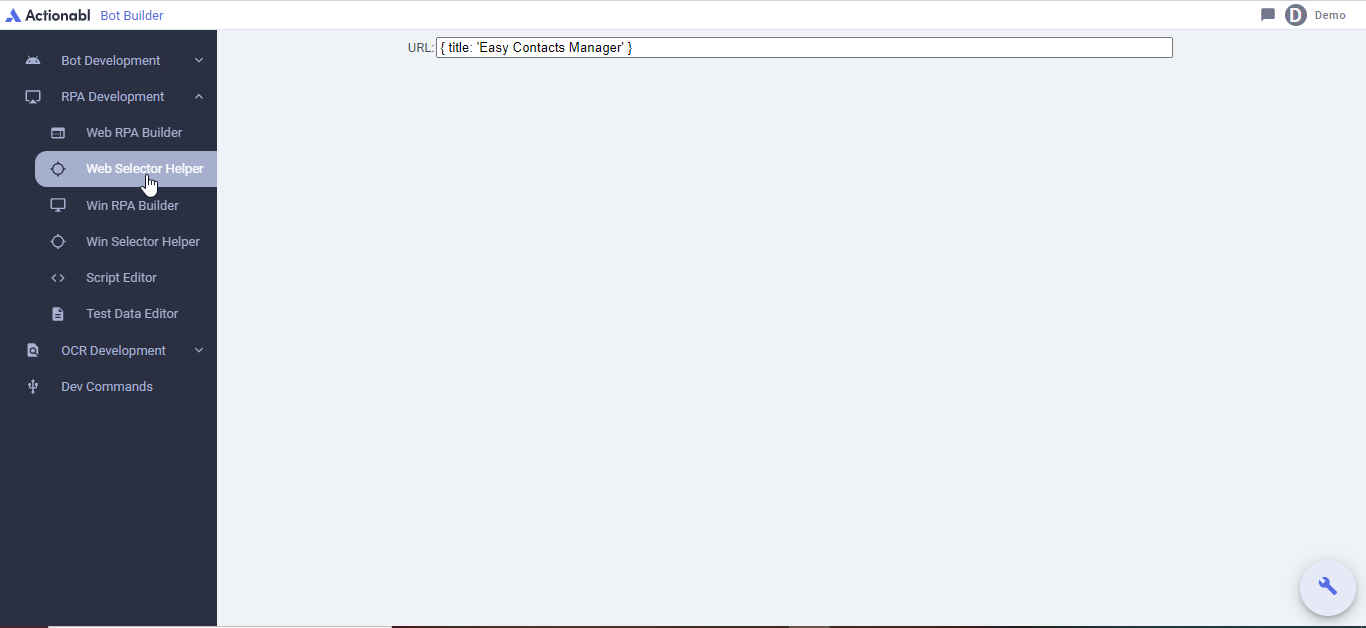 Actionabl Bot Builder D Demo
Bot Development
RPA Development
Web RPA Builder
Web Selector Helper
Win RPA Builder
Win Selector Helper
Script Editor
Test Data Editor
OCR Development
Dev Commands
URL: { title: 'Easy Contacts Manager' }